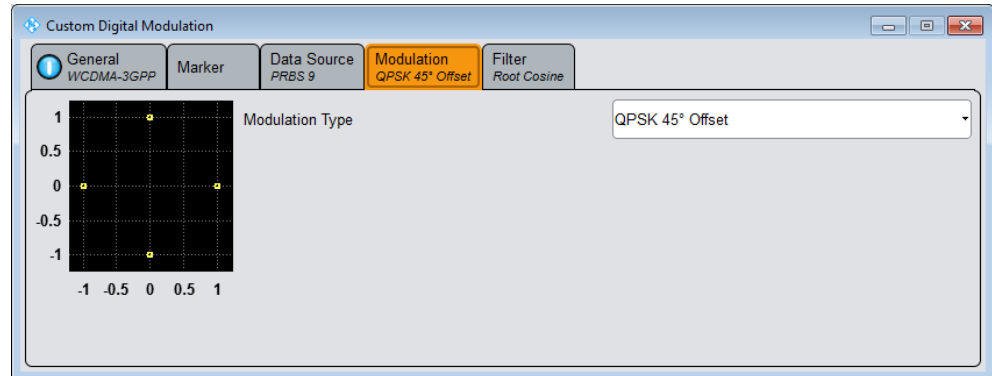 Custom Digital Modulation
General
WCDMA-3GPP
Marker
Data Source
PRBS 9
Modulation
QPSK 45° Offset
Filter
Root Cosine
1
0.5
0
-0.5
-1
-1 -0.5 0 0.5 1
Modulation Type
QPSK 45° Offset